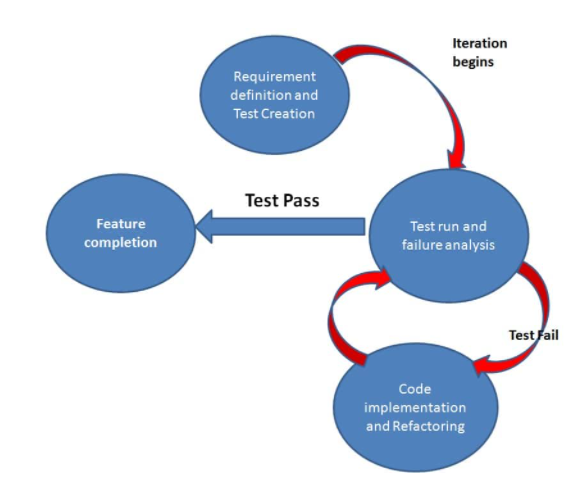 Iteration
begins
Requirement
definition and
Test Creation
Test Pass
Feature
completion
Test run and
failure analysis
Test Fail
Code
implementation
and Refactoring